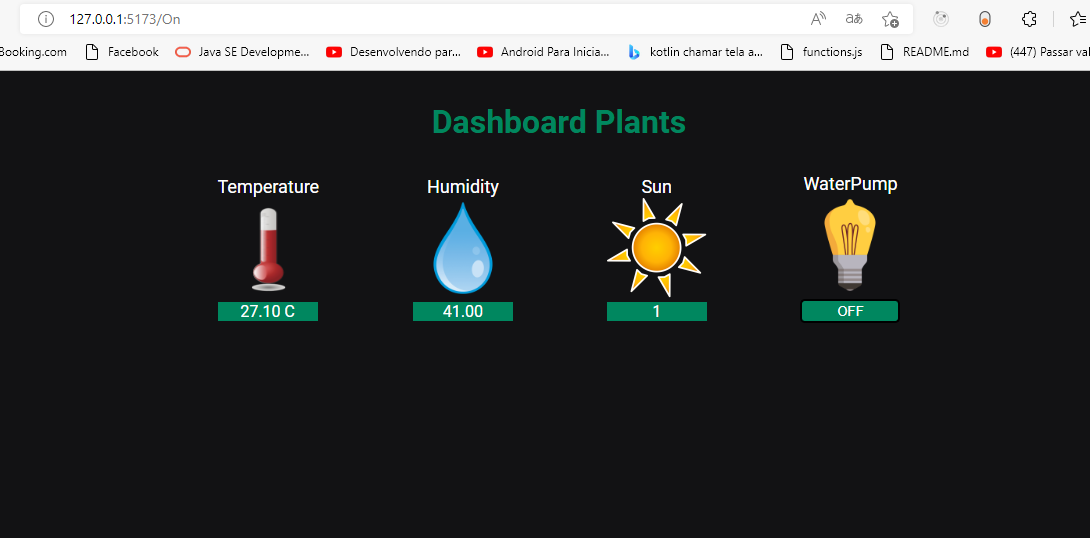 127.0.0.1:5173/On
Booking.com Facebook Java SE Developme... Desenvolvendo par... Android Para Inicia... kotlin chamar tela a... functions.js README.md (447) Passar val
Dashboard Plants
Temperature Humidity Sun WaterPump
27.10 C 41.00 1 OFF